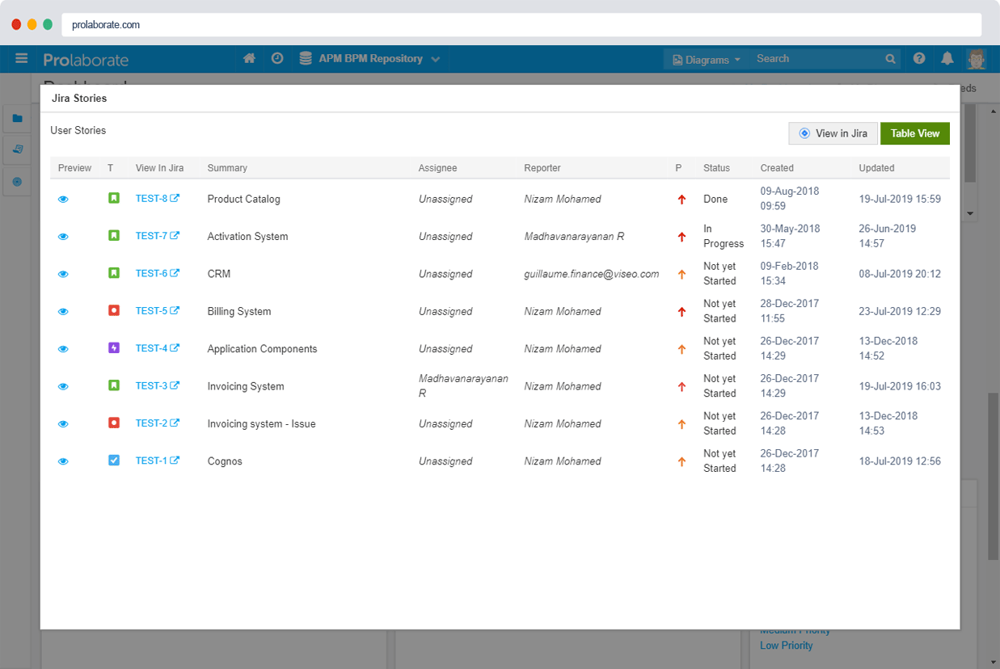 prolaborate.com
Prolaborate APM BPM Repository Diagrams Search
Dashboard
Jira Stories
User Stories View in Jira Table View
Preview T View In Jira Summary Assignee Reporter P Status Created Updated
TEST-8 Product Catalog Unassigned Nizam Mohamed Done 09-Aug-2018 19-Jul-2019 15:59
09:59
TEST-7 Activation System Unassigned Madhavanarayanan R In 30-May-2018 26-Jun-2019
Progress 15:47 14:57
TEST-6 CRM Unassigned guillaume.finance@viseo.com Not yet 09-Feb-2018 08-Jul-2019 20:12
Started 15:34
TEST-5 Billing System Unassigned Nizam Mohamed Not yet 28-Dec-2017 23-Jul-2019 12:29
Started 11:55
TEST-4 Application Components Unassigned Nizam Mohamed Not yet 26-Dec-2017 13-Dec-2018
Started 14:29 14:52
TEST-3 Invoicing System Madhavanarayanan Nizam Mohamed Not yet 26-Dec-2017 19-Jul-2019 16:03
R Started 14:29
TEST-2 Invoicing system - Issue Unassigned Nizam Mohamed Not yet 26-Dec-2017 13-Dec-2018
Started 14:28 14:53
TEST-1 Cognos Unassigned Nizam Mohamed Not yet 26-Dec-2017 18-Jul-2019 12:56
Started 14:28
Medium Priority
Low Priority